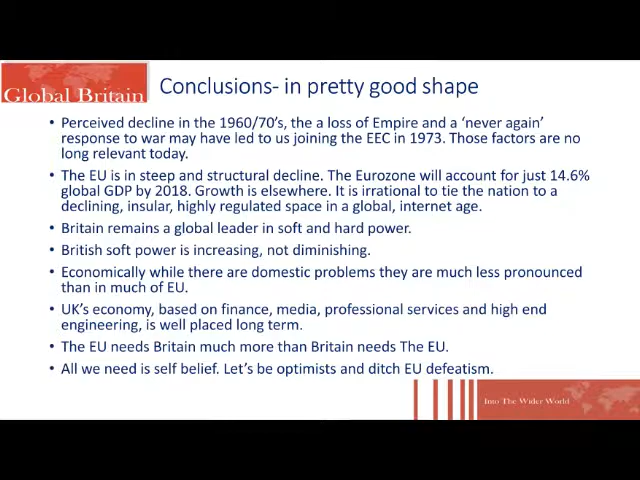 Global Britain
Conclusions- in pretty good shape
• Perceived decline in the 1960/70's, the a loss of Empire and a 'never again'
response to war may have led to us joining the EEC in 1973. Those factors are no
long relevant today.
• The EU is in steep and structural decline. The Eurozone will account for just 14.6%
global GDP by 2018. Growth is elsewhere. It is irrational to tie the nation to a
declining, insular, highly regulated space in a global, internet age.
• Britain remains a global leader in soft and hard power.
• British soft power is increasing, not diminishing.
• Economically while there are domestic problems they are much less pronounced
than in much of EU.
• UK's economy, based on finance, media, professional services and high end
engineering, is well placed long term.
• The EU needs Britain much more than Britain needs The EU.
• All we need is self belief. Let's be optimists and ditch EU defeatism.
Into The Wider World